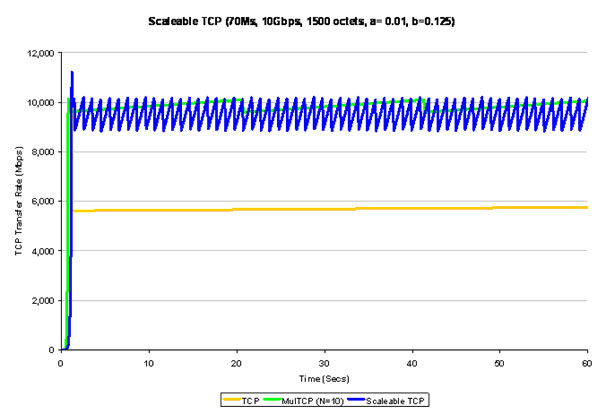 Scaleable TCP (70Ms, 10Gbps, 1500 octets, a= 0.01, b=0.125)
12,000
10,000
8,000
6,000
4,000
2,000
0
TCP Transfer Rate (Mbps)
0 10 20 30 40 50 60
Time (Secs)
TCP MulTCP (N=10) Scaleable TCP